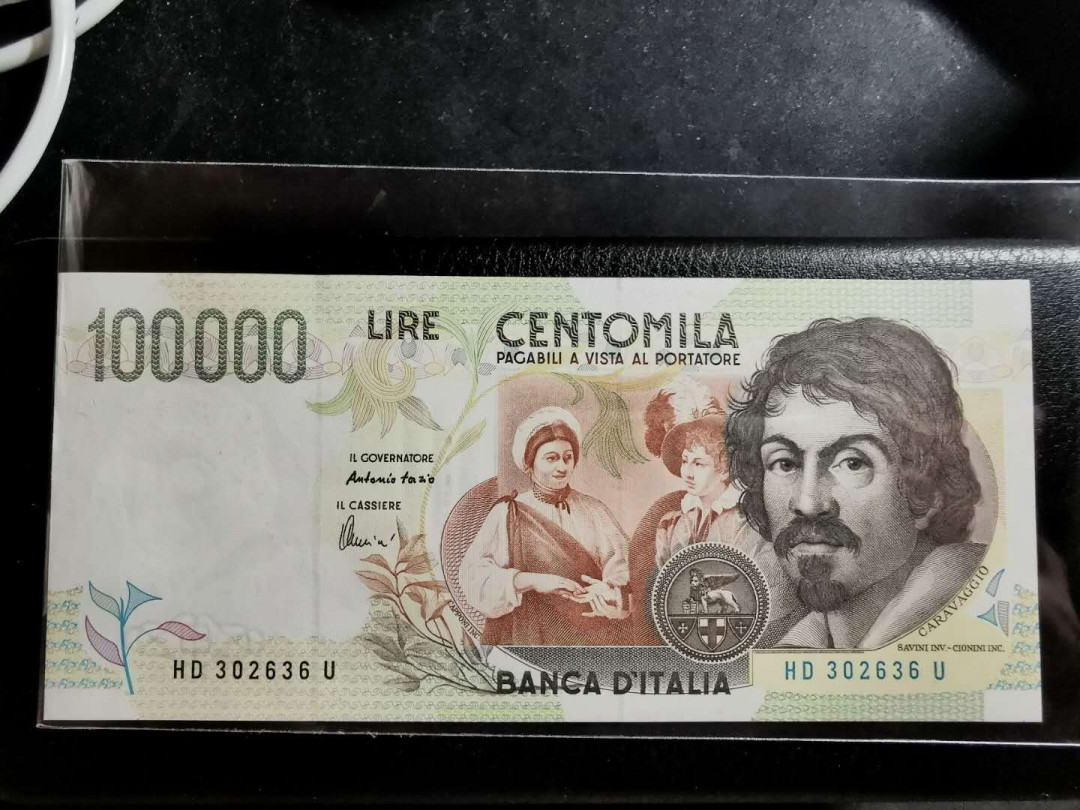 100000
LIRE CENTOMILA
PAGABILI A VISTA AL PORTATORE
IL GOVERNATORE
Antonio Fazio
IL CASSIERE
CARAVAGGIO
SAVINI INV.-CIONINI INC.
HD 302636 U
HD 302636 U
BANCA D'ITALIA